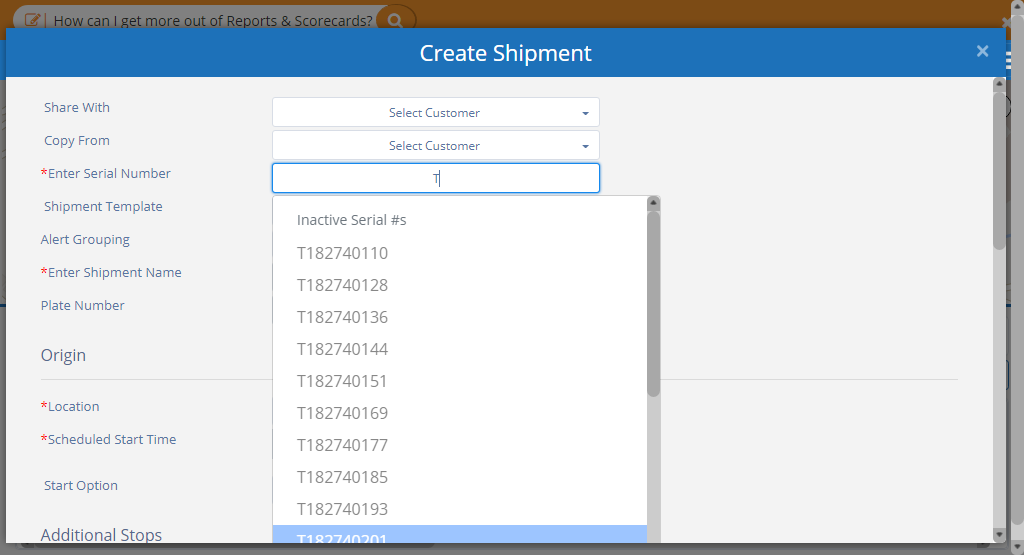 How can I get more out of Reports & Scorecards?
Create Shipment
×
Share With
Select Customer
Copy From
Select Customer
*Enter Serial Number
T
Shipment Template
Inactive Serial #s
Alert Grouping
T182740110
*Enter Shipment Name
T182740128
Plate Number
T182740136
T182740144
Origin
T182740151
*Location
T182740169
*Scheduled Start Time
T182740177
Start Option
T182740185
T182740193
Additional Stops
T182740201